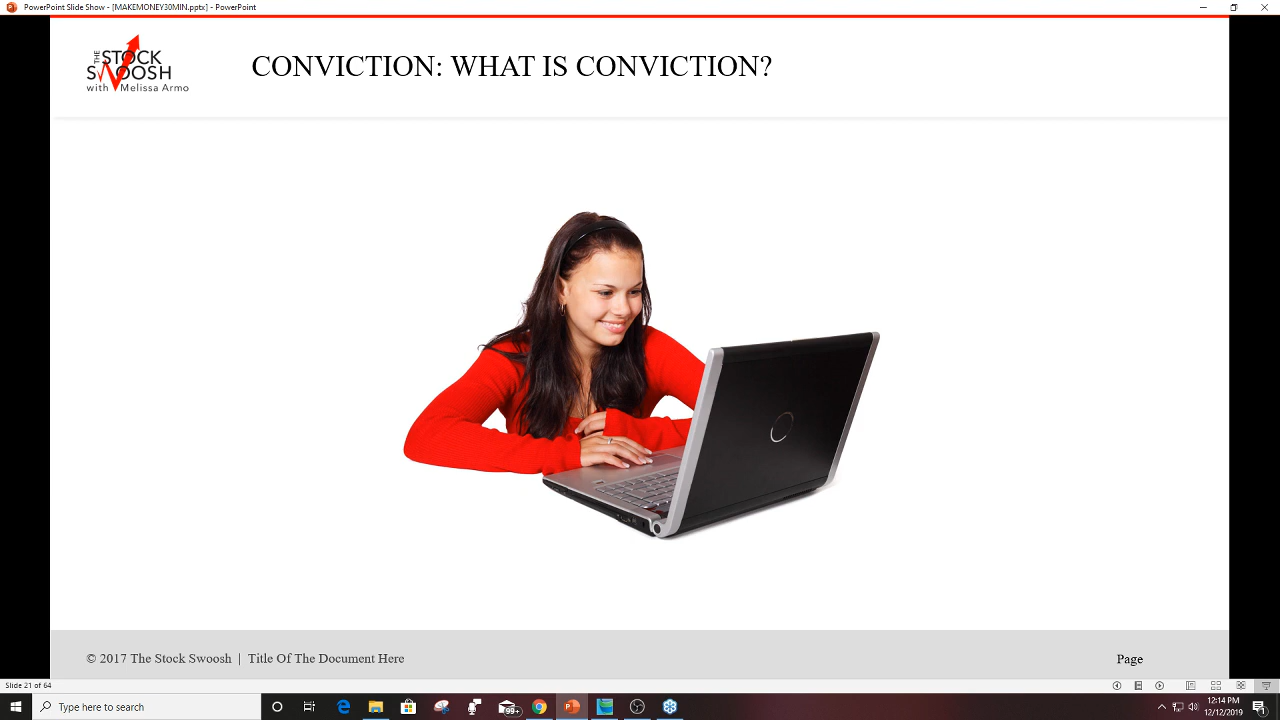 PowerPoint Slide Show - [MAKEMONEY30MIN.pptx] - PowerPoint
THE
STOCK
SWOOSH
with Melissa Armo
CONVICTION: WHAT IS CONVICTION?
© 2017 The Stock Swoosh | Title Of The Document Here
Page
Slide 21 of 64
Type here to search
99+
12:14 PM
12/12/2019
1